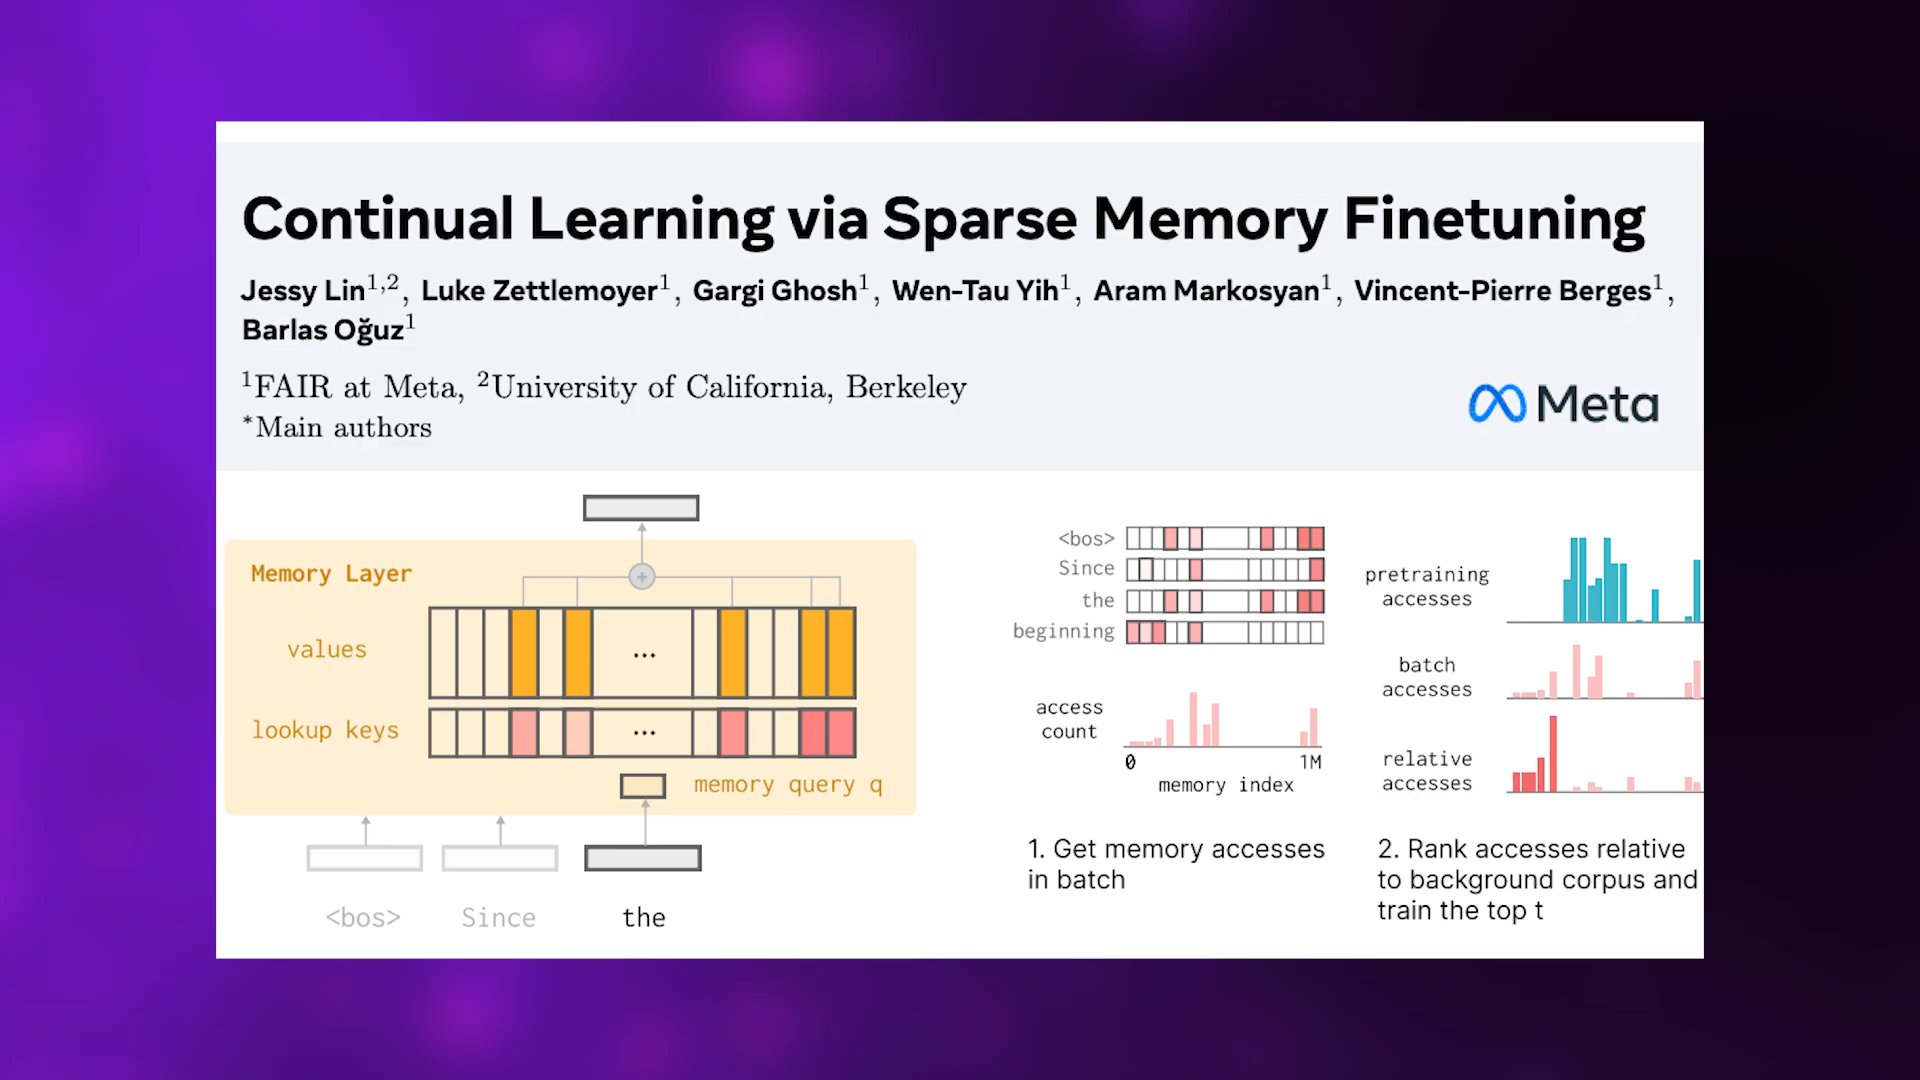 Continual Learning via Sparse Memory Finetuning
Jessy Lin1,2, Luke Zettlemoyer1, Gargi Ghosh1, Wen-Tau Yih1, Aram Markosyan1, Vincent-Pierre Berges1,
Barlas Oğuz1
1FAIR at Meta, 2University of California, Berkeley
*Main authors
Meta
Memory Layer
+
values
...
lookup keys
...
memory query q
<bos>
Since
the
<bos>
Since
the
beginning
access
count
0
1M
memory index
1. Get memory accesses
in batch
pretraining
accesses
batch
accesses
relative
accesses
2. Rank accesses relative
to background corpus and
train the top t